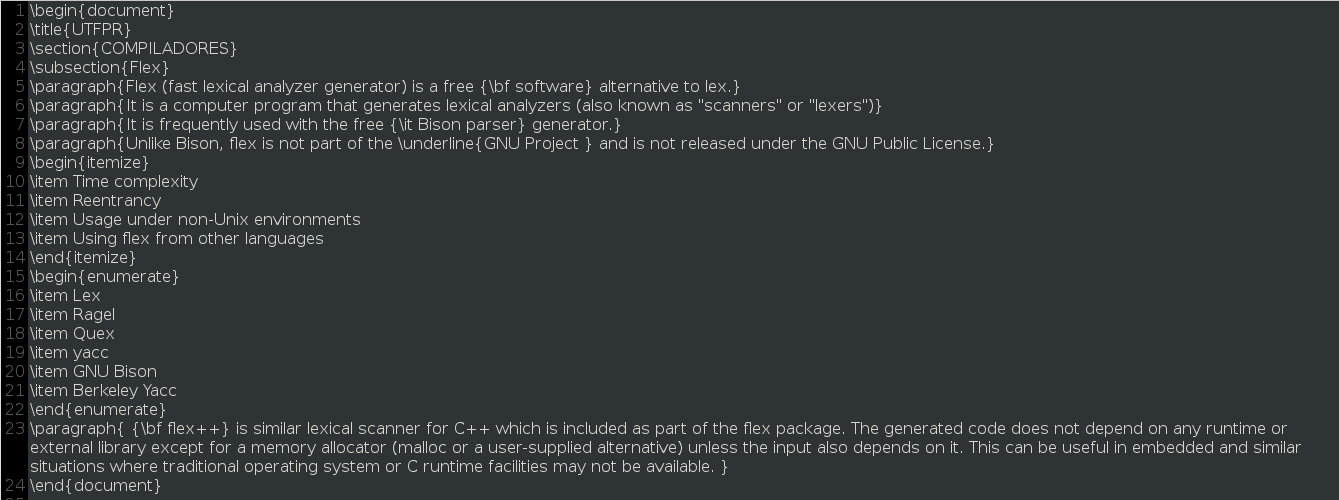 1 \begin{document}
2 \title{UTFPR}
3 \section{COMPILADORES}
4 \subsection{Flex}
5 \paragraph{Flex (fast lexical analyzer generator) is a free {\bf software} alternative to lex.}
6 \paragraph{It is a computer program that generates lexical analyzers (also known as "scanners" or "lexers")}
7 \paragraph{It is frequently used with the free {\it Bison parser} generator.}
8 \paragraph{Unlike Bison, flex is not part of the \underline{GNU Project } and is not released under the GNU Public License.}
9 \begin{itemize}
10 \item Time complexity
11 \item Reentrancy
12 \item Usage under non-Unix environments
13 \item Using flex from other languages
14 \end{itemize}
15 \begin{enumerate}
16 \item Lex
17 \item Ragel
18 \item Quex
19 \item yacc
20 \item GNU Bison
21 \item Berkeley Yacc
22 \end{enumerate}
23 \paragraph{ {\bf flex++} is similar lexical scanner for C++ which is included as part of the flex package. The generated code does not depend on any runtime or
external library except for a memory allocator (malloc or a user-supplied alternative) unless the input also depends on it. This can be useful in embedded and similar
situations where traditional operating system or C runtime facilities may not be available. }
24 \end{document}